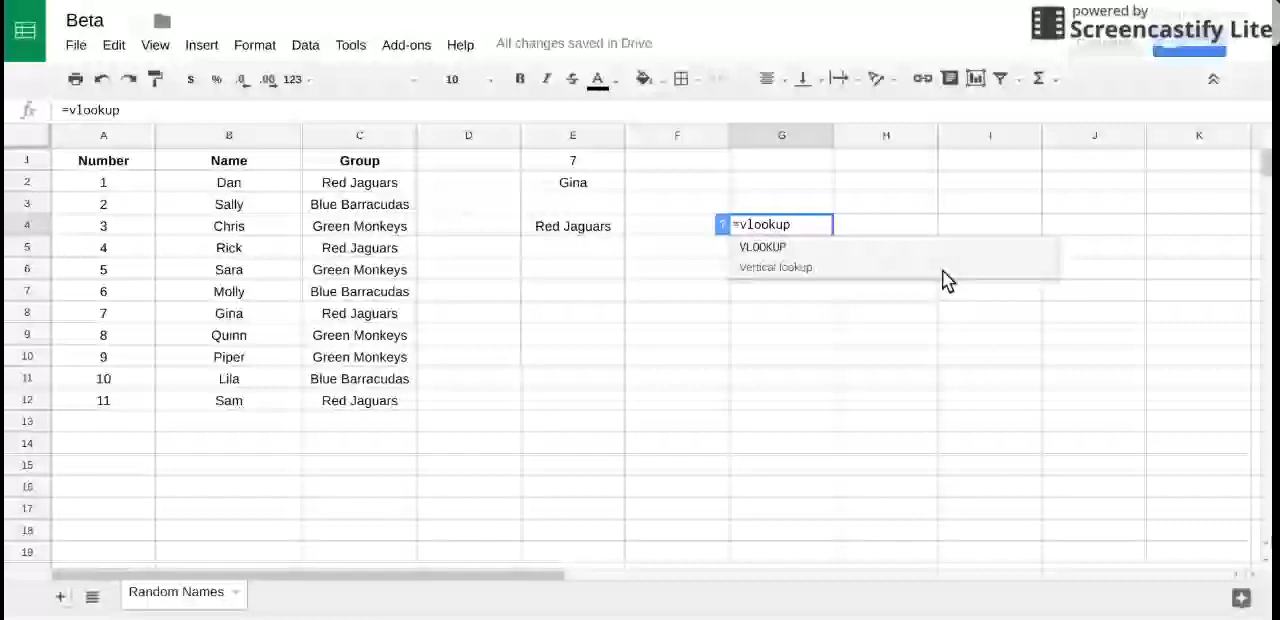 Beta
powered by
Screencastify Lite
File Edit View Insert Format Data Tools Add-ons Help All changes saved in Drive
$ % .0 .00 123 10 B I S A Σ
fx =vlookup
A B C D E F G H I J K
1 Number Name Group 7
2 1 Dan Red Jaguars Gina
3 2 Sally Blue Barracudas
4 3 Chris Green Monkeys Red Jaguars ? =vlookup
5 4 Rick Red Jaguars VLOOKUP
6 5 Sara Green Monkeys Vertical lookup
7 6 Molly Blue Barracudas
8 7 Gina Red Jaguars
9 8 Quinn Green Monkeys
10 9 Piper Green Monkeys
11 10 Lila Blue Barracudas
12 11 Sam Red Jaguars
13
14
15
16
17
18
19
+ Random Names